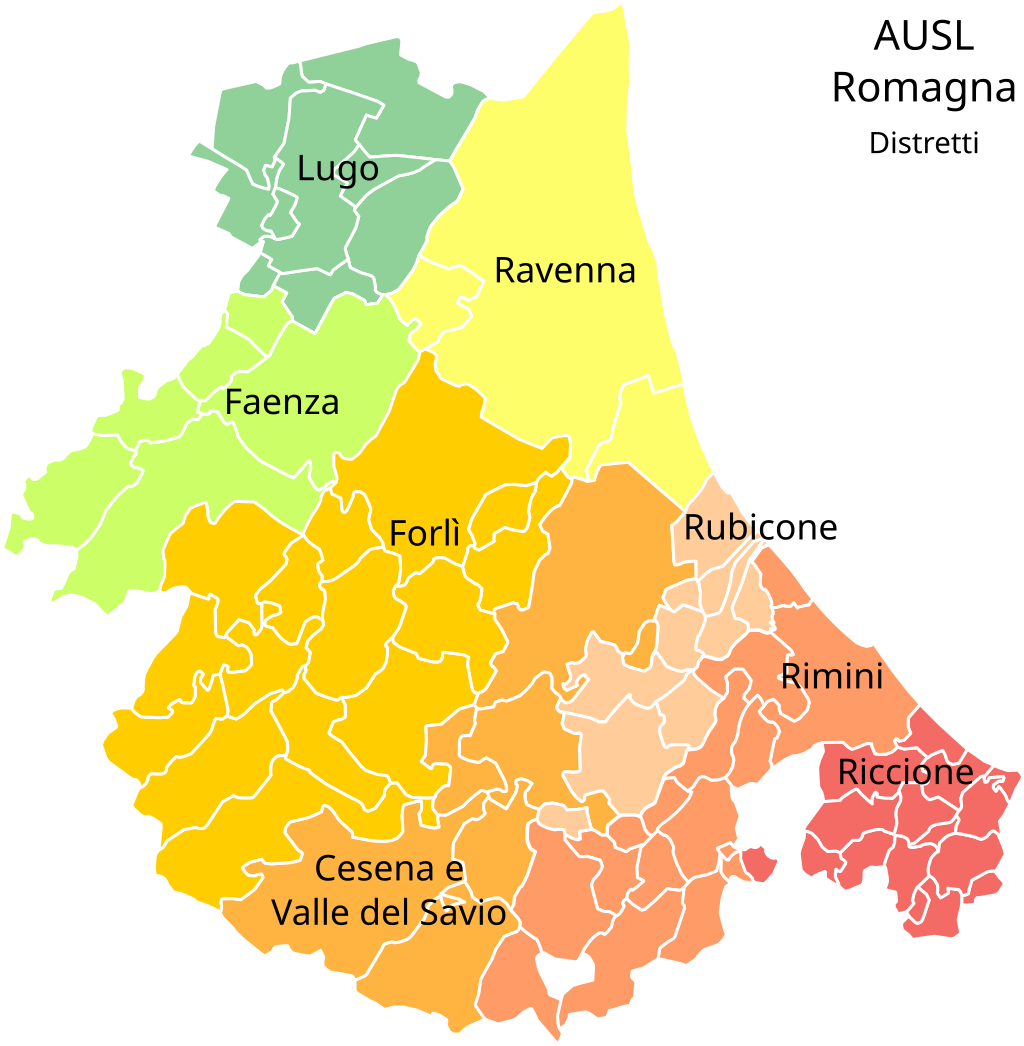 AUSL
Romagna
Distretti
Lugo
Ravenna
Faenza
Forlì
Rubicone
Rimini
Riccione
Cesena e
Valle del Savio